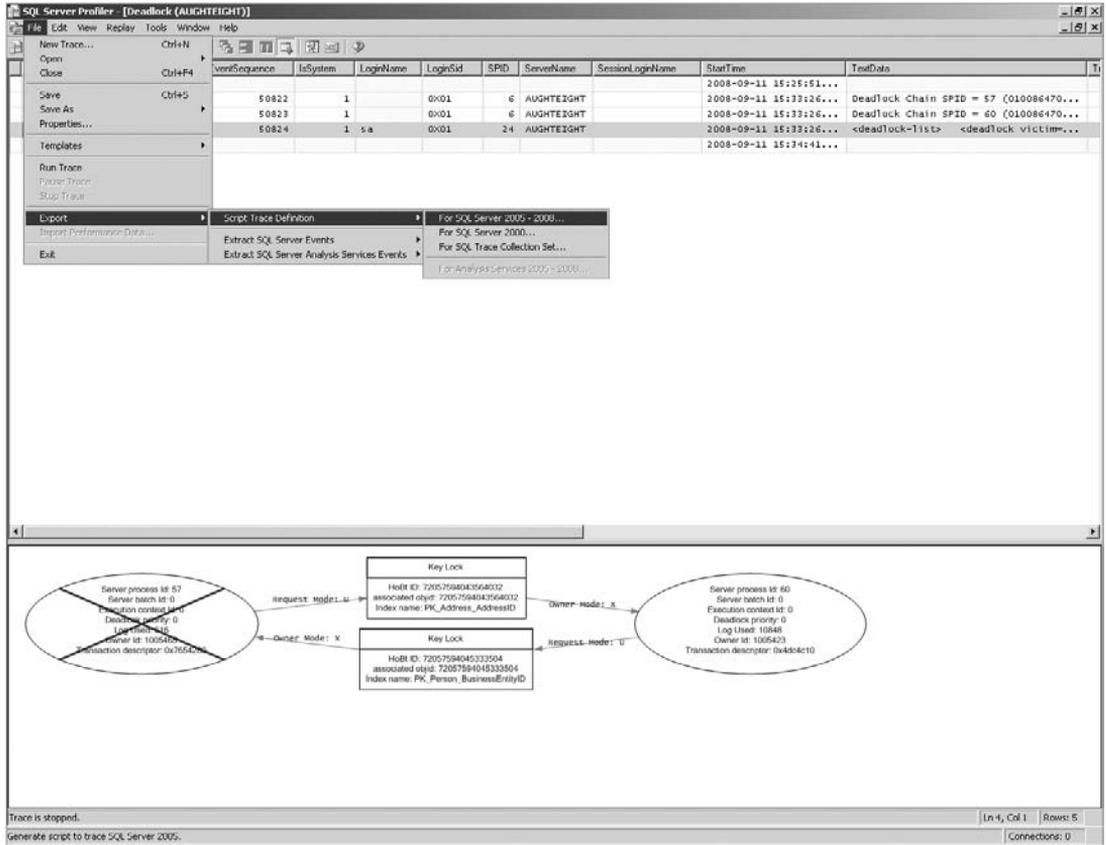 SQL Server Profiler - [Deadlock (AUGHTEIGHT)]
File Edit View Replay Tools Window Help
New Trace... Ctrl+N
Open
Close Ctrl+F4
Save Ctrl+S
Save As
Properties...
Templates
Run Trace
Pause Trace
Stop Trace
Export
Import Performance Data...
Exit
Script Trace Definition
Extract SQL Server Events
Extract SQL Server Analysis Services Events
For SQL Server 2005 - 2008...
For SQL Server 2000...
For SQL Trace Collection Set...
For Analysis Services 2005 - 2008...
ventSequence IsSystem LoginName LoginSid SPID ServerName SessionLoginName StartTime TextData
2008-09-11 15:25:51...
50822 1 0X01 6 AUGHTEIGHT 2008-09-11 15:33:26... Deadlock Chain SPID = 57 (010086470...
50823 1 0X01 6 AUGHTEIGHT 2008-09-11 15:33:26... Deadlock Chain SPID = 60 (010086470...
50824 1 sa 0X01 24 AUGHTEIGHT 2008-09-11 15:33:26... <deadlock-list> <deadlock victim=...
2008-09-11 15:34:41...
Server process Id: 57
Server batch Id: 0
Execution context Id: 0
Deadlock priority: 0
Log Used:
Owner Id:
Transaction descriptor:
Request Mode: U
Owner Mode: X
Key Lock
HoBt ID: 72057594043564032
associated objid: 72057594043564032
Index name: PK_Address_AddressID
Key Lock
HoBt ID: 72057594045333504
associated objid: 72057594045333504
Index name: PK_Person_BusinessEntityID
Owner Mode: X
Request Mode: U
Server process Id: 60
Server batch Id: 0
Execution context Id: 0
Deadlock priority: 0
Log Used: 10848
Owner Id: 1005423
Transaction descriptor: 0x4dc4c10
Trace is stopped.
Ln 4, Col 1 Rows: 5
Generate script to trace SQL Server 2005.
Connections: 0